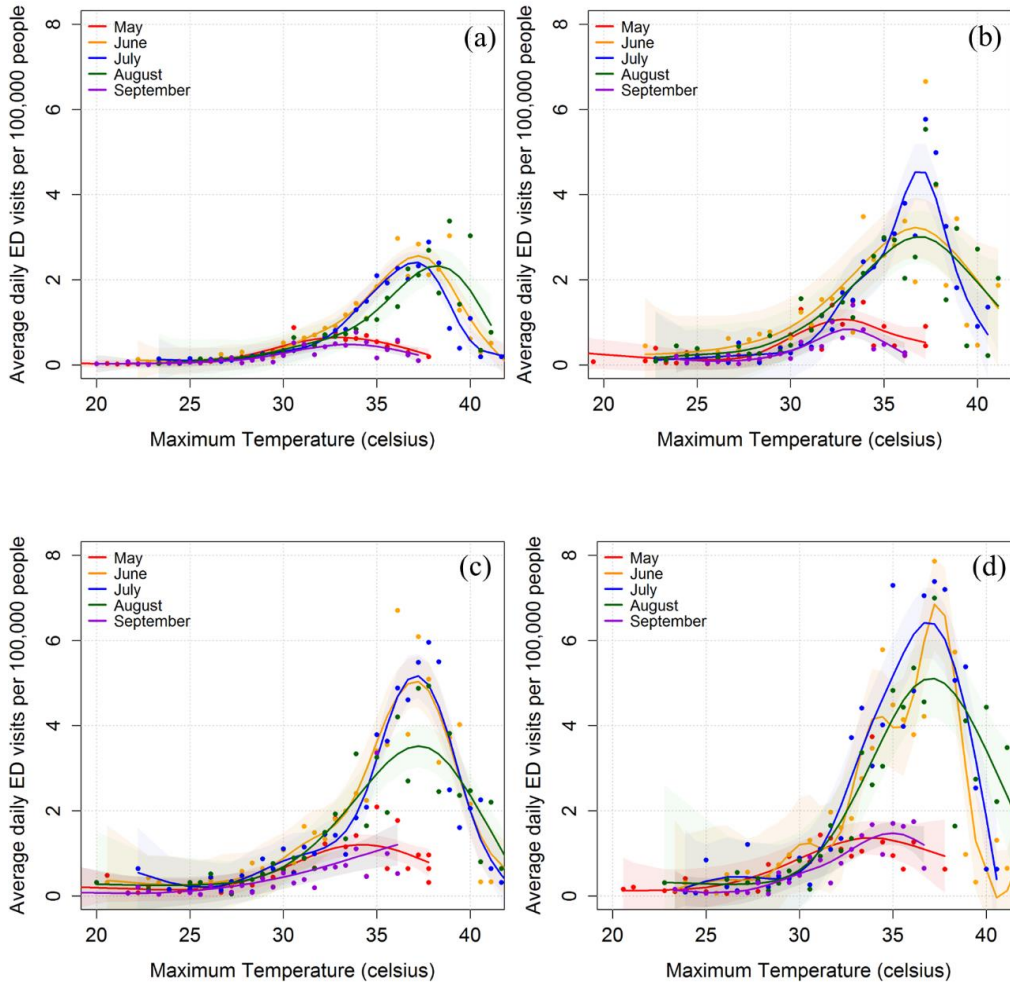 Average daily ED visits per 100,000 people
8
6
4
2
0
May
June
July
August
September
(a)
20 25 30 35 40
Maximum Temperature (celsius)
Average daily ED visits per 100,000 people
8
6
4
2
0
May
June
July
August
September
(b)
20 25 30 35 40
Maximum Temperature (celsius)
Average daily ED visits per 100,000 people
8
6
4
2
0
May
June
July
August
September
(c)
20 25 30 35 40
Maximum Temperature (celsius)
Average daily ED visits per 100,000 people
8
6
4
2
0
May
June
July
August
September
(d)
20 25 30 35 40
Maximum Temperature (celsius)